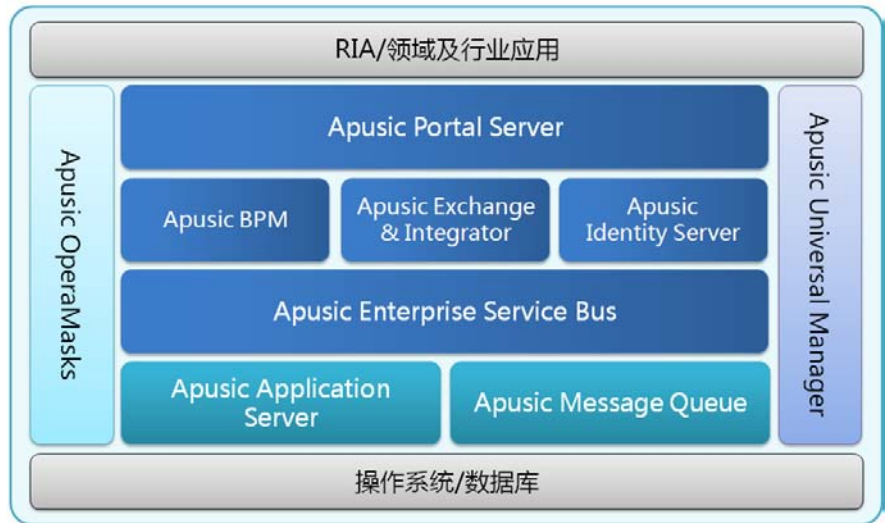 RIA/领域及行业应用
Apusic OperaMasks
Apusic Portal Server
Apusic BPM
Apusic Exchange
& Integrator
Apusic
Identity Server
Apusic Enterprise Service Bus
Apusic Application
Server
Apusic Message Queue
Apusic Universal Manager
操作系统/数据库